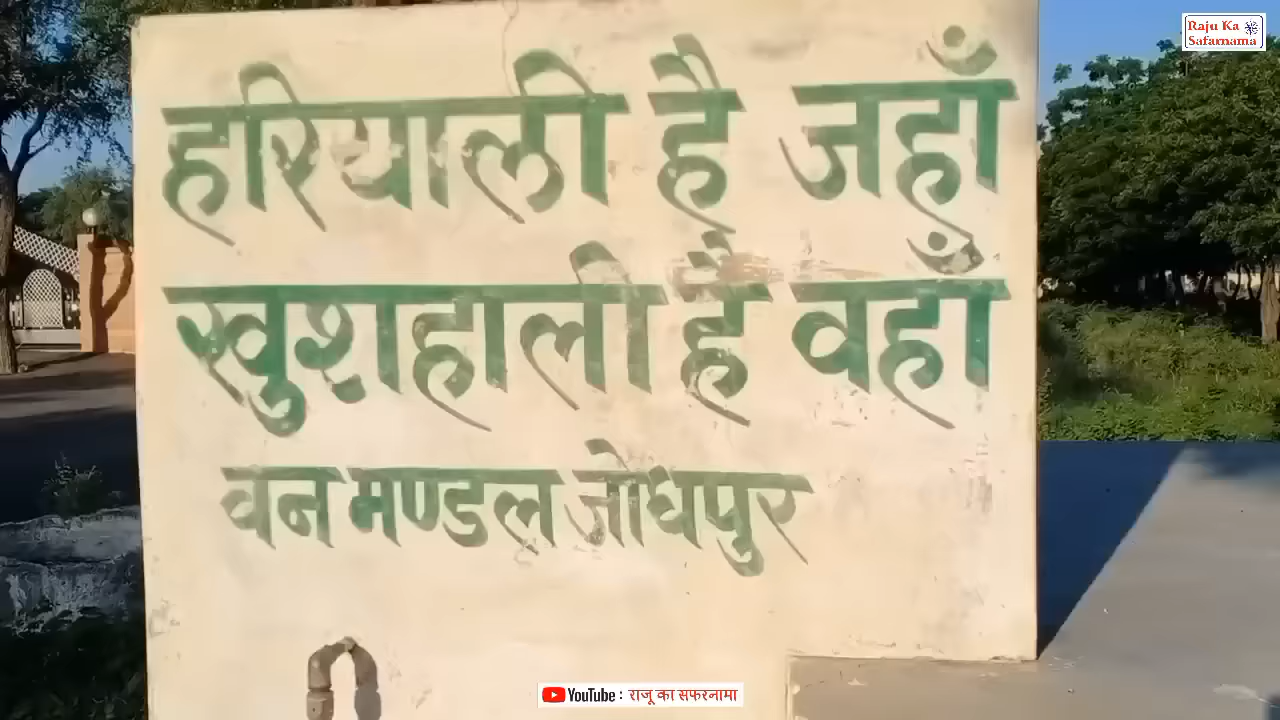 Raju Ka
Safarnama
हरियाली है जहाँ
खुशहाली है वहाँ
वन मण्डल जोधपुर
YouTube : राजू का सफरनामा